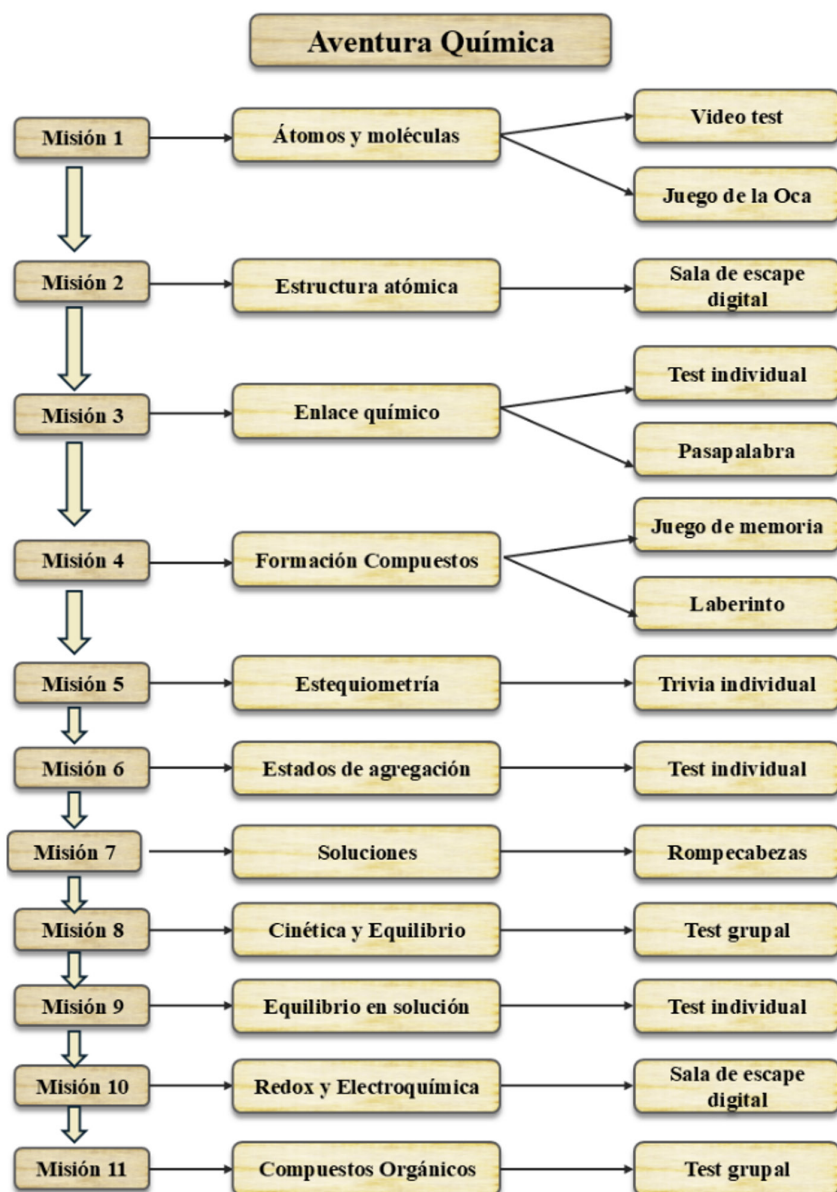 Aventura Química
Misión 1
Átomos y moléculas
Video test
Juego de la Oca
Misión 2
Estructura atómica
Sala de escape
digital
Misión 3
Enlace químico
Test individual
Pasapalabra
Misión 4
Formación Compuestos
Juego de memoria
Laberinto
Misión 5
Estequiometría
Trivia individual
Misión 6
Estados de agregación
Test individual
Misión 7
Soluciones
Rompecabezas
Misión 8
Cinética y Equilibrio
Test grupal
Misión 9
Equilibrio en solución
Test individual
Misión 10
Redox y Electroquímica
Sala de escape
digital
Misión 11
Compuestos Orgánicos
Test grupal